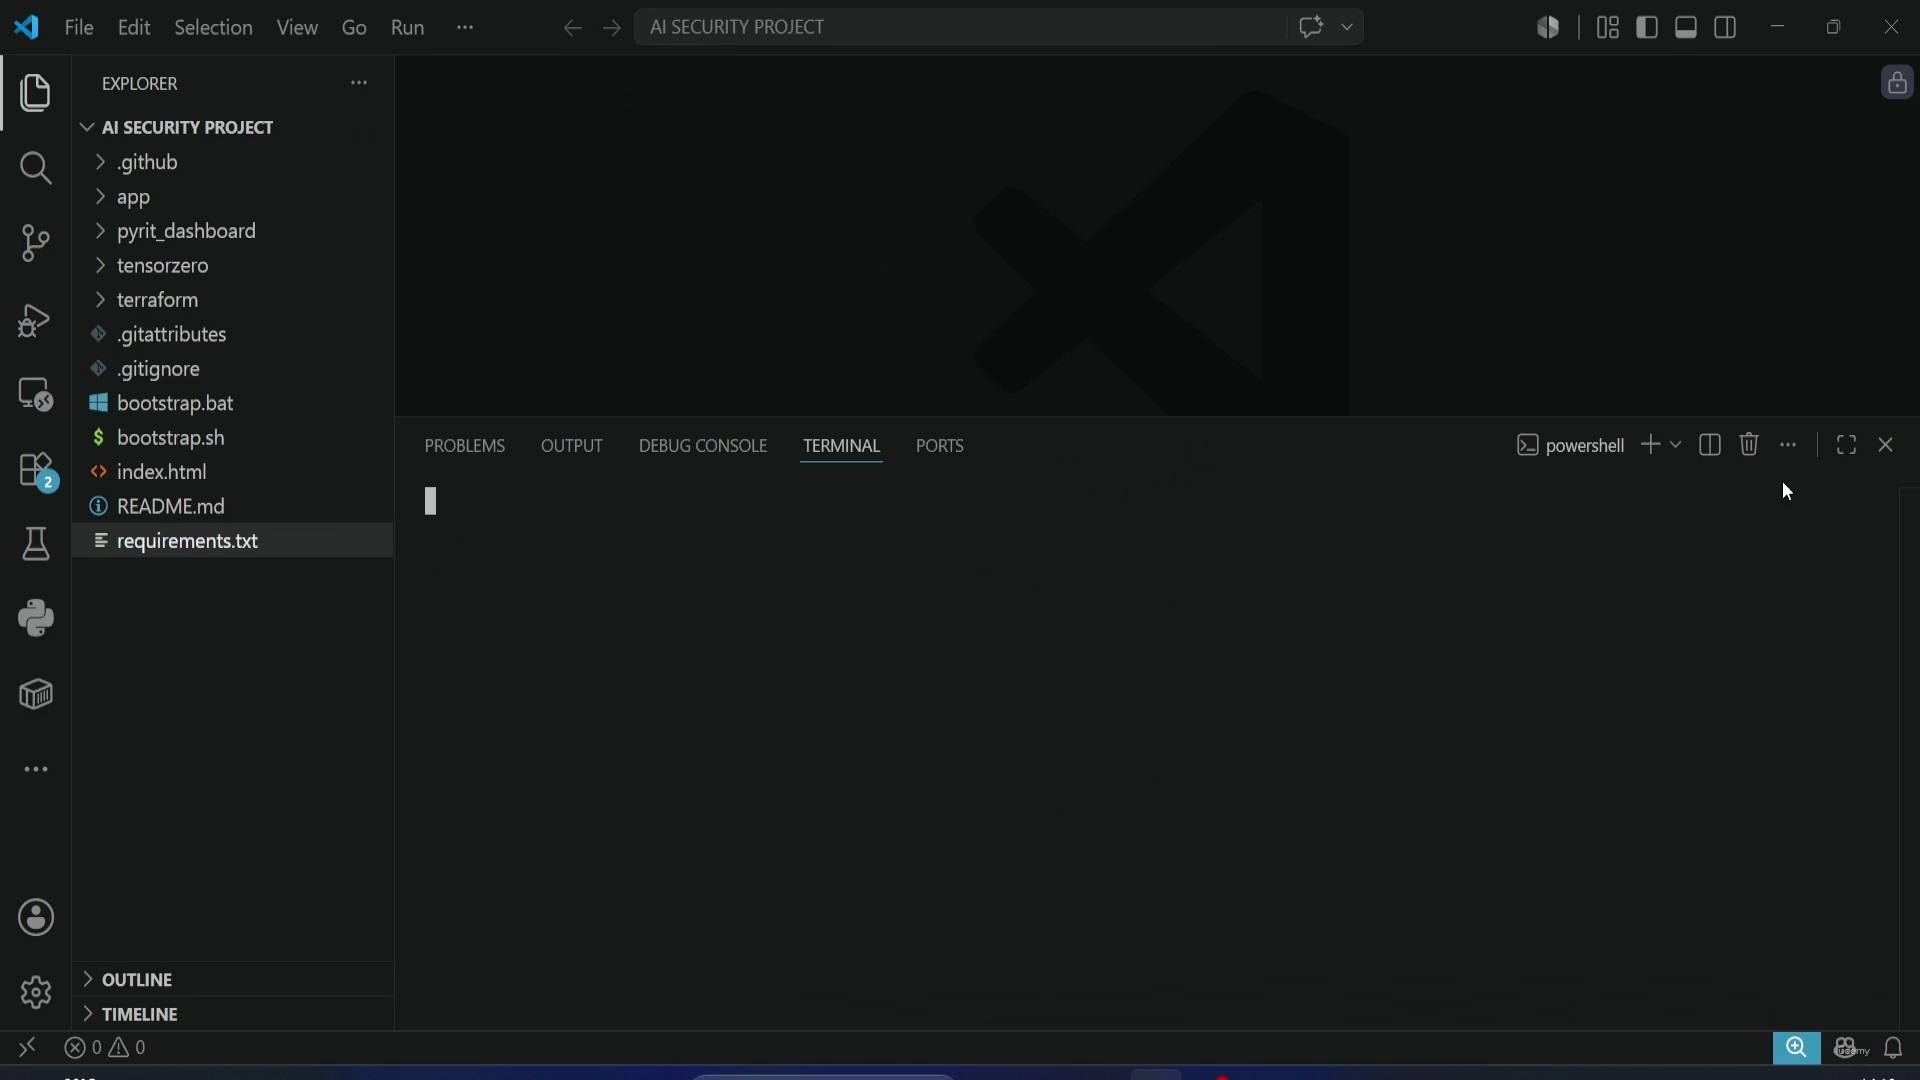 File Edit Selection View Go Run
AI SECURITY PROJECT
EXPLORER
AI SECURITY PROJECT
.github
app
pyrit_dashboard
tensorzero
terraform
.gitattributes
.gitignore
bootstrap.bat
$ bootstrap.sh
index.html
README.md
requirements.txt
OUTLINE
TIMELINE
PROBLEMS OUTPUT DEBUG CONSOLE TERMINAL PORTS
powershell
2
0 0
udemy